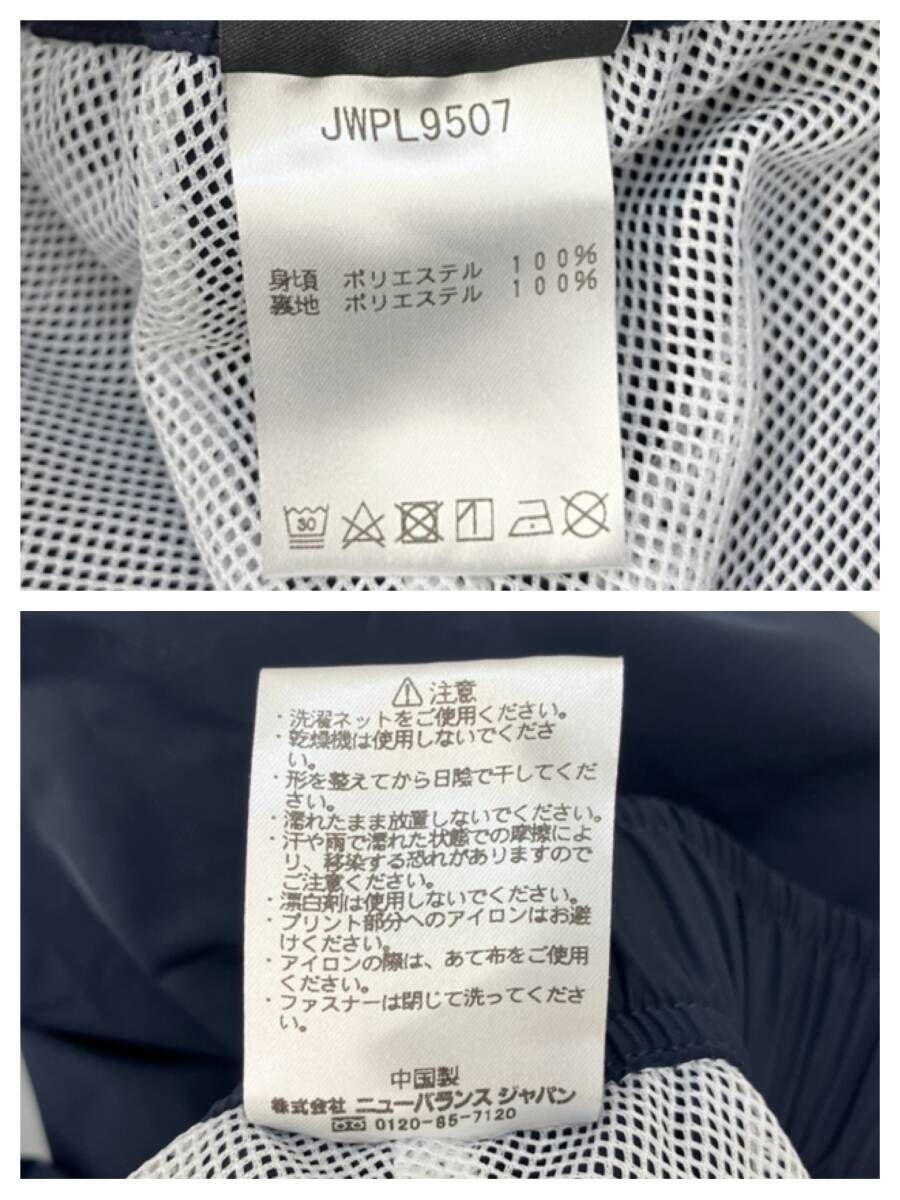 JWPL9507
身頃 ポリエステル 100%
裏地 ポリエステル 100%
30
⚠注意
・洗濯ネットをご使用ください。
・乾燥機は使用しないでくださ
い。
・形を整えてから日陰で干してくだ
さい。
・濡れたまま放置しないでください。
・汗や雨で濡れた状態での摩擦によ
り、移染する恐れがありますので
ご注意ください。
・漂白剤は使用しないでください。
・プリント部分へのアイロンはお避
けください。
・アイロンの際は、あて布をご使用
ください。
・ファスナーは閉じて洗ってくださ
い。
中国製
株式会社 ニューバランス ジャパン
0120-85-7120